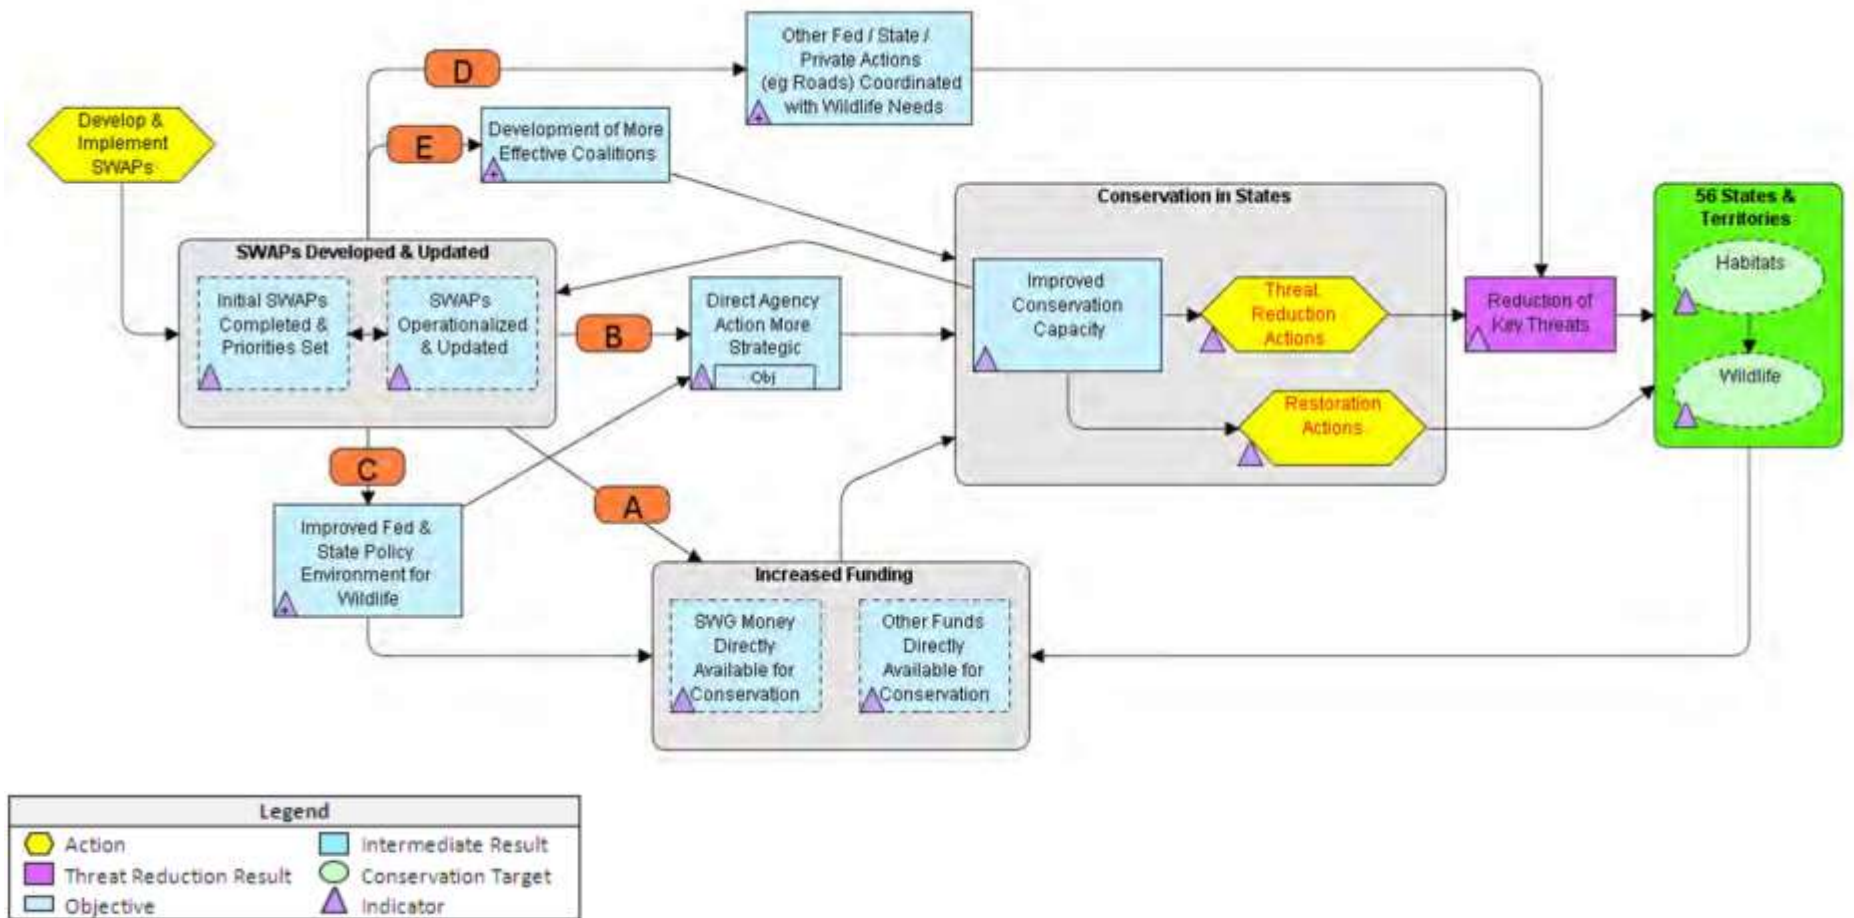 Other Fed / State /
Private Actions
(eg Roads) Coordinated
with Wildlife Needs
+
D
Develop &
Implement
SWAPs
E
Development of More
Effective Coalitions
+
Conservation in States
56 States &
Territories
SWAPs Developed & Updated
Initial SWAPs
Completed &
Priorities Set
SWAPs
Operationalized
& Updated
B
Direct Agency
Action More
Strategic
Obj
Improved
Conservation
Capacity
Threat
Reduction
Actions
Restoration
Actions
Reduction of
Key Threats
Habitats
Wildlife
C
A
Improved Fed &
State Policy
Environment for
Wildlife
+
Increased Funding
SWG Money
Directly
Available for
Conservation
Other Funds
Directly
Available for
Conservation
Legend
Action
Intermediate Result
Threat Reduction Result
Conservation Target
Objective
Indicator